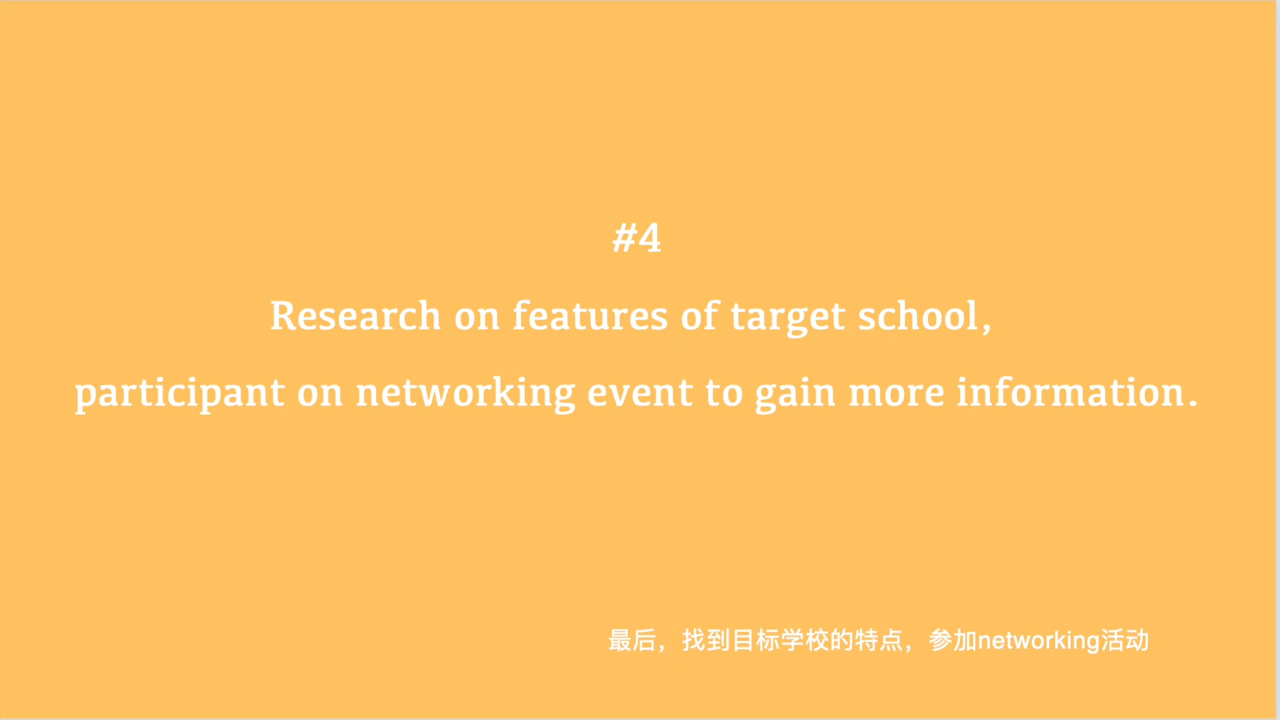 #4
Research on features of target school,
participant on networking event to gain more information.
最后，找到目标学校的特点，参加networking活动